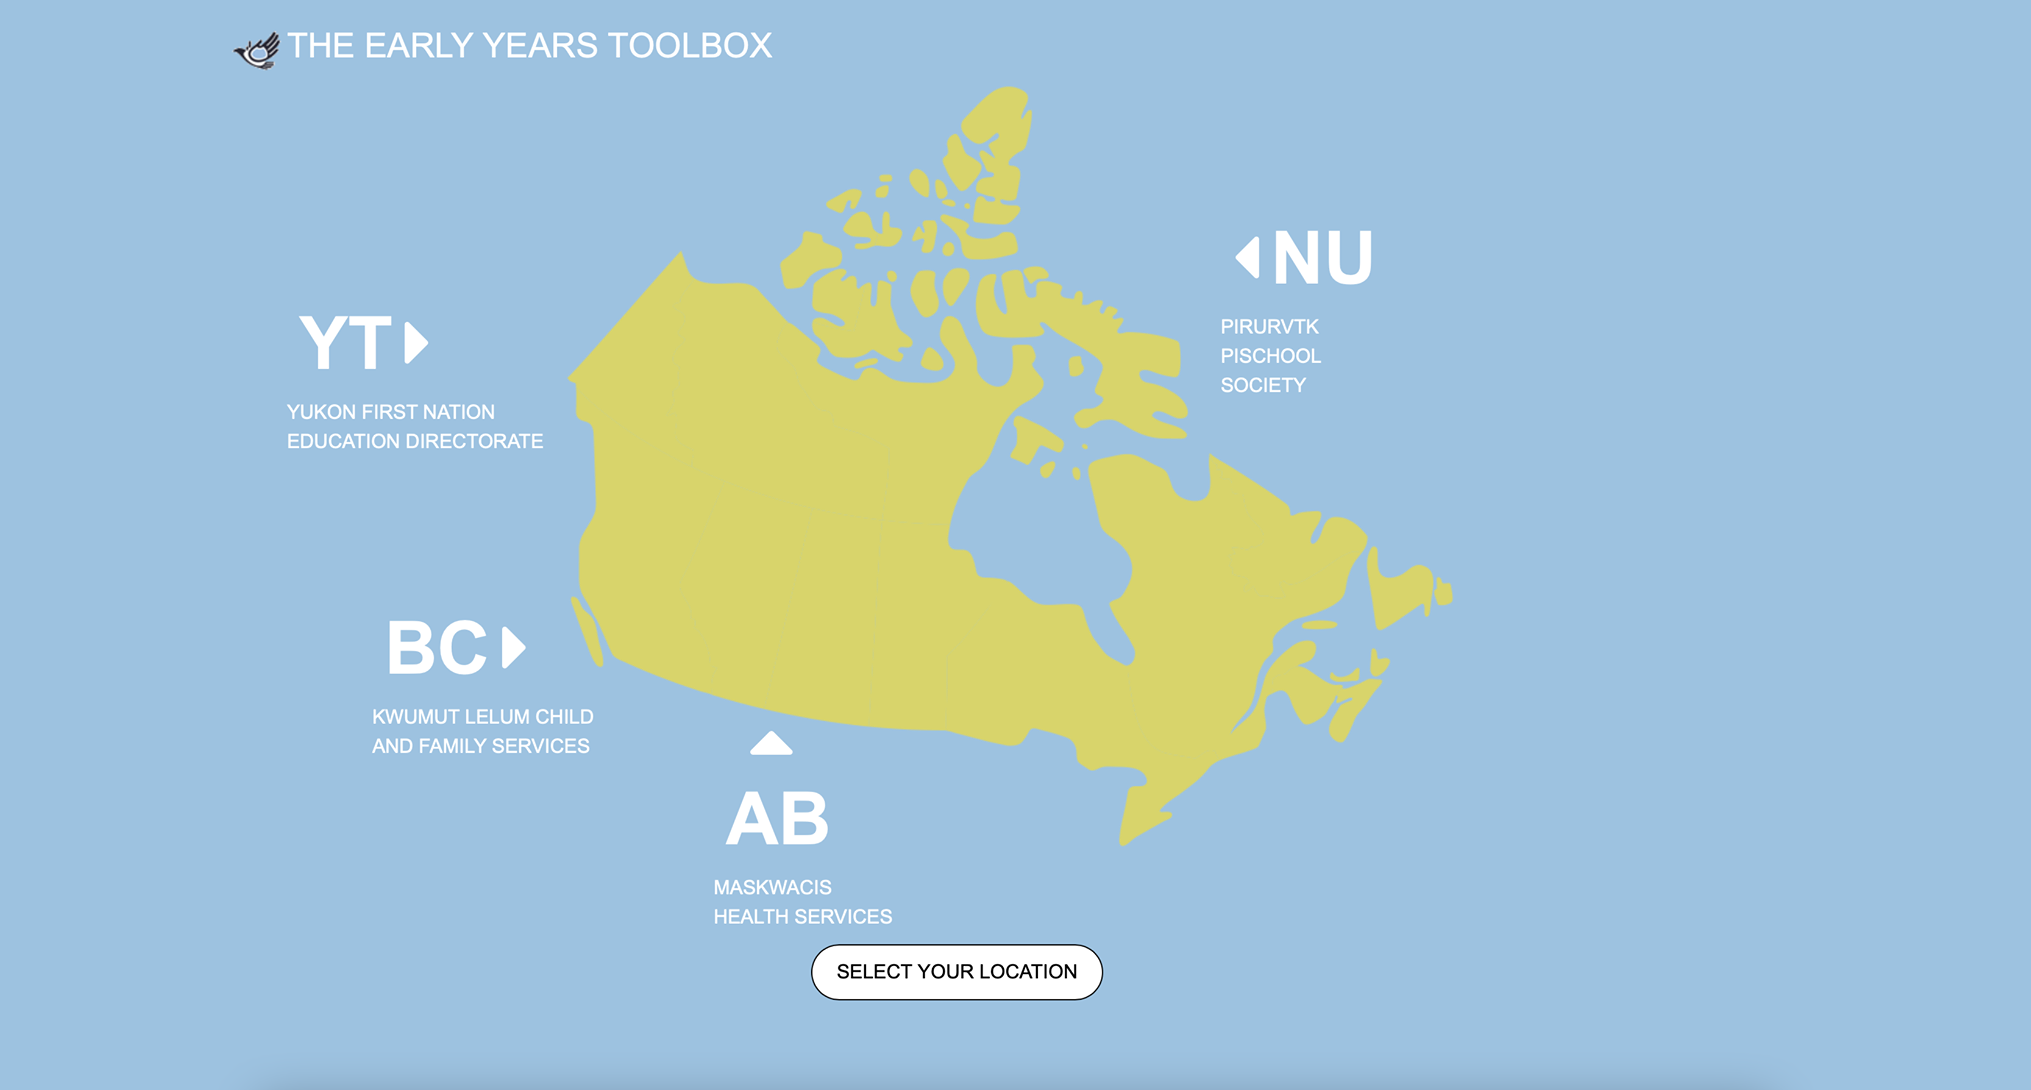 THE EARLY YEARS TOOLBOX
NU
PIRURVTK
PISCHOOL
SOCIETY
YT
YUKON FIRST NATION
EDUCATION DIRECTORATE
BC
KWUMUT LELUM CHILD
AND FAMILY SERVICES
AB
MASKWACIS
HEALTH SERVICES
SELECT YOUR LOCATION